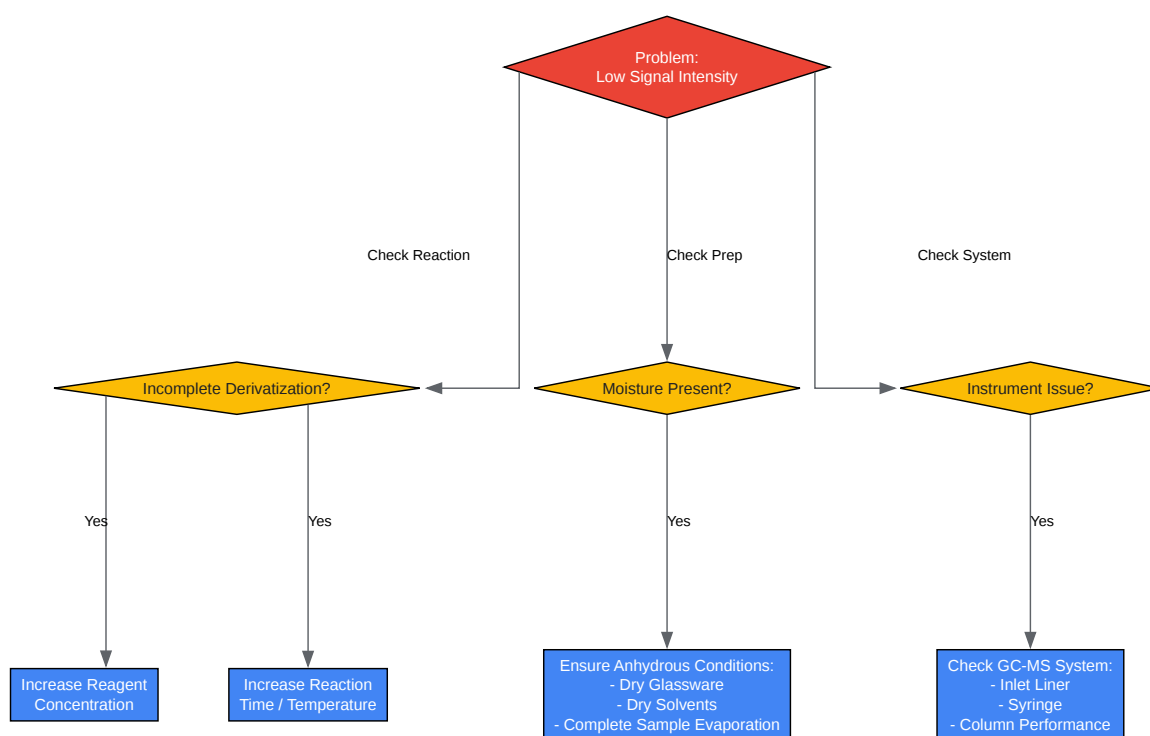 Problem:
Low Signal Intensity
Check Reaction
Check Prep
Check System
Incomplete Derivatization?
Moisture Present?
Instrument Issue?
Yes
Yes
Yes
Yes
Increase Reagent
Concentration
Increase Reaction
Time / Temperature
Ensure Anhydrous Conditions:
- Dry Glassware
- Dry Solvents
- Complete Sample Evaporation
Check GC-MS System:
- Inlet Liner
- Syringe
- Column Performance